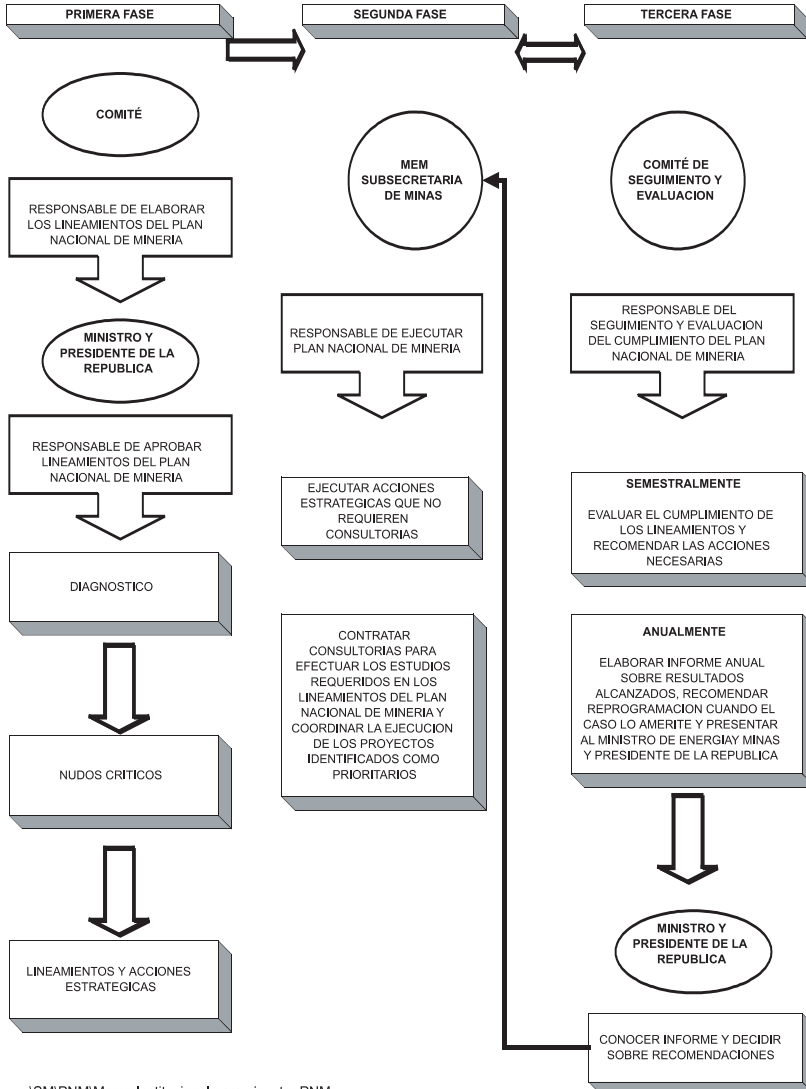 PRIMERA FASE
SEGUNDA FASE
TERCERA FASE
COMITÉ
RESPONSABLE DE ELABORAR
LOS LINEAMIENTOS DEL PLAN
NACIONAL DE MINERIA
MINISTRO Y
PRESIDENTE DE LA
REPUBLICA
RESPONSABLE DE APROBAR
LINEAMIENTOS DEL PLAN
NACIONAL DE MINERIA
DIAGNOSTICO
NUDOS CRITICOS
LINEAMIENTOS Y ACCIONES
ESTRATEGICAS
MEM
SUBSECRETARIA
DE MINAS
RESPONSABLE DE EJECUTAR
PLAN NACIONAL DE MINERIA
EJECUTAR ACCIONES
ESTRATEGICAS QUE NO
REQUIEREN
CONSULTORIAS
CONTRATAR
CONSULTORIAS PARA
EFECTUAR LOS ESTUDIOS
REQUERIDOS EN LOS
LINEAMIENTOS DEL PLAN
NACIONAL DE MINERIA Y
COORDINAR LA EJECUCION
DE LOS PROYECTOS
IDENTIFICADOS COMO
PRIORITARIOS
COMITÉ DE
SEGUIMIENTO Y
EVALUACION
RESPONSABLE DEL
SEGUIMIENTO Y EVALUACION
DEL CUMPLIMIENTO DEL PLAN
NACIONAL DE MINERIA
SEMESTRALMENTE
EVALUAR EL CUMPLIMIENTO DE
LOS LINEAMIENTOS Y
RECOMENDAR LAS ACCIONES
NECESARIAS
ANUALMENTE
ELABORAR INFORME ANUAL
SOBRE RESULTADOS
ALCANZADOS, RECOMENDAR
REPROGRAMACION CUANDO EL
CASO LO AMERITE Y PRESENTAR
AL MINISTRO DE ENERGIAY MINAS
Y PRESIDENTE DE LA REPUBLICA
MINISTRO Y
PRESIDENTE DE LA
REPUBLICA
CONOCER INFORME Y DECIDIR
SOBRE RECOMENDACIONES